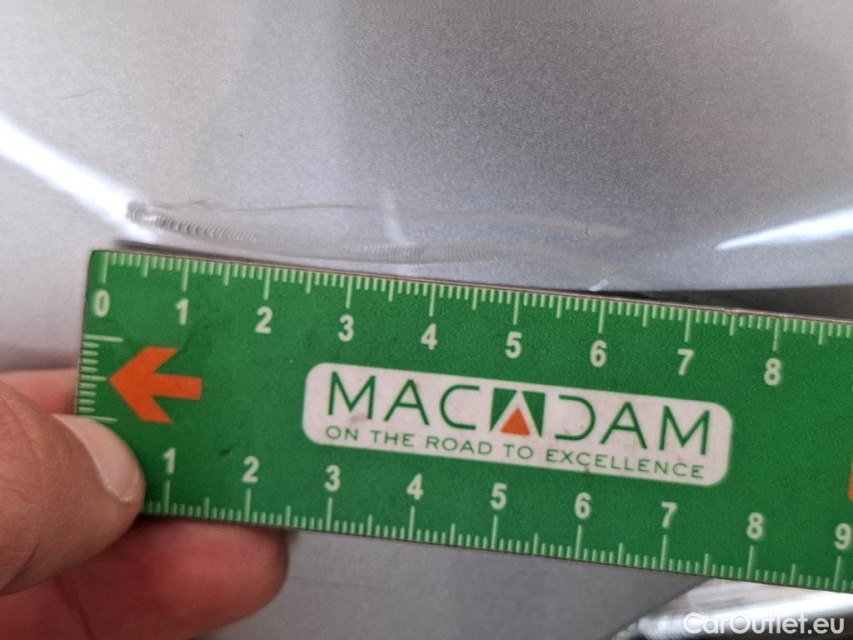 0 1 2 3 4 5 6 7 8
MACADAM
ON THE ROAD TO EXCELLENCE
1 2 3 4 5 6 7 8 9
CarOutlet.eu